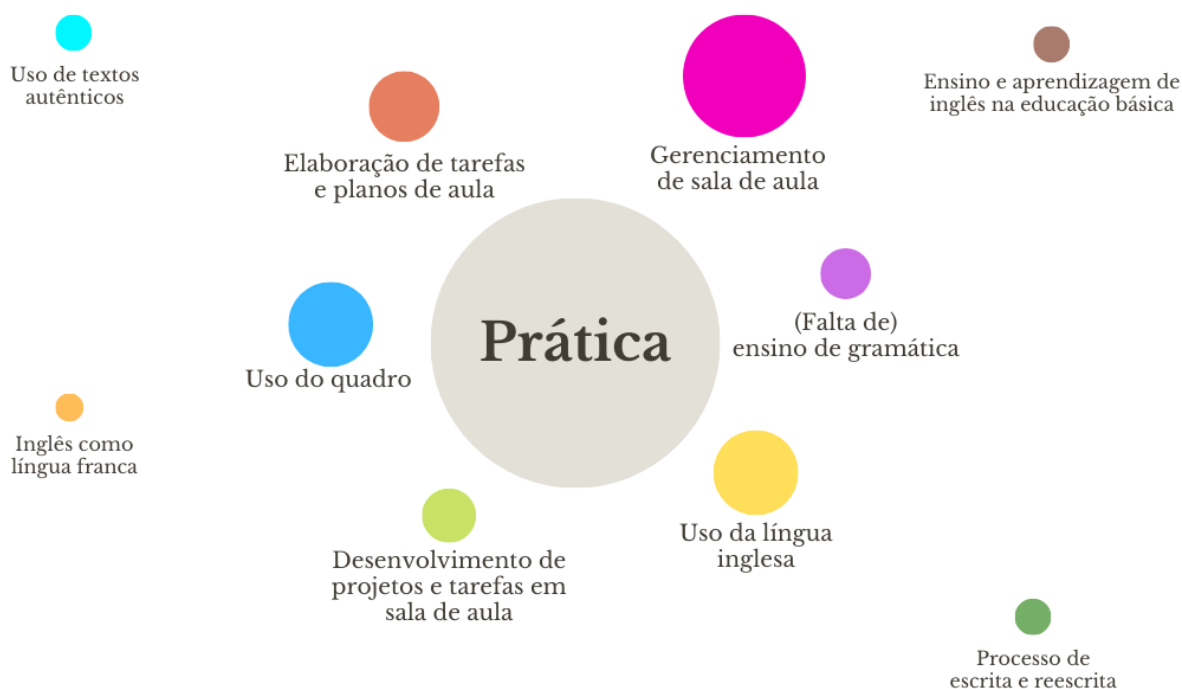 Uso de textos
autênticos
Elaboração de tarefas
e planos de aula
Gerenciamento
de sala de aula
Ensino e aprendizagem de
inglês na educação básica
Prática
Uso do quadro
(Falta de)
ensino de gramática
Inglês como
língua franca
Desenvolvimento de
projetos e tarefas em
sala de aula
Uso da língua
inglesa
Processo de
escrita e reescrita